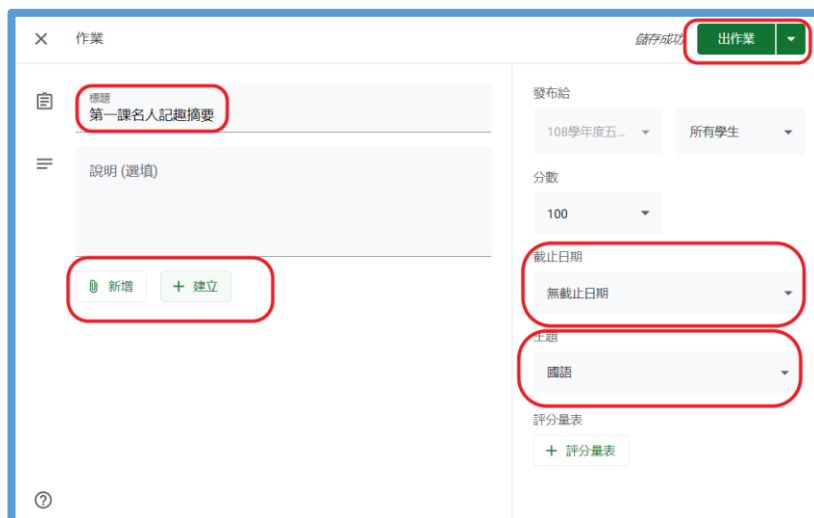 作業
儲存成功
出作業
標題
第一課名人記趣摘要
說明 (選填)
新增
+ 建立
發布給
108學年度五...
所有學生
分數
100
截止日期
無截止日期
主題
國語
評分量表
+ 評分量表